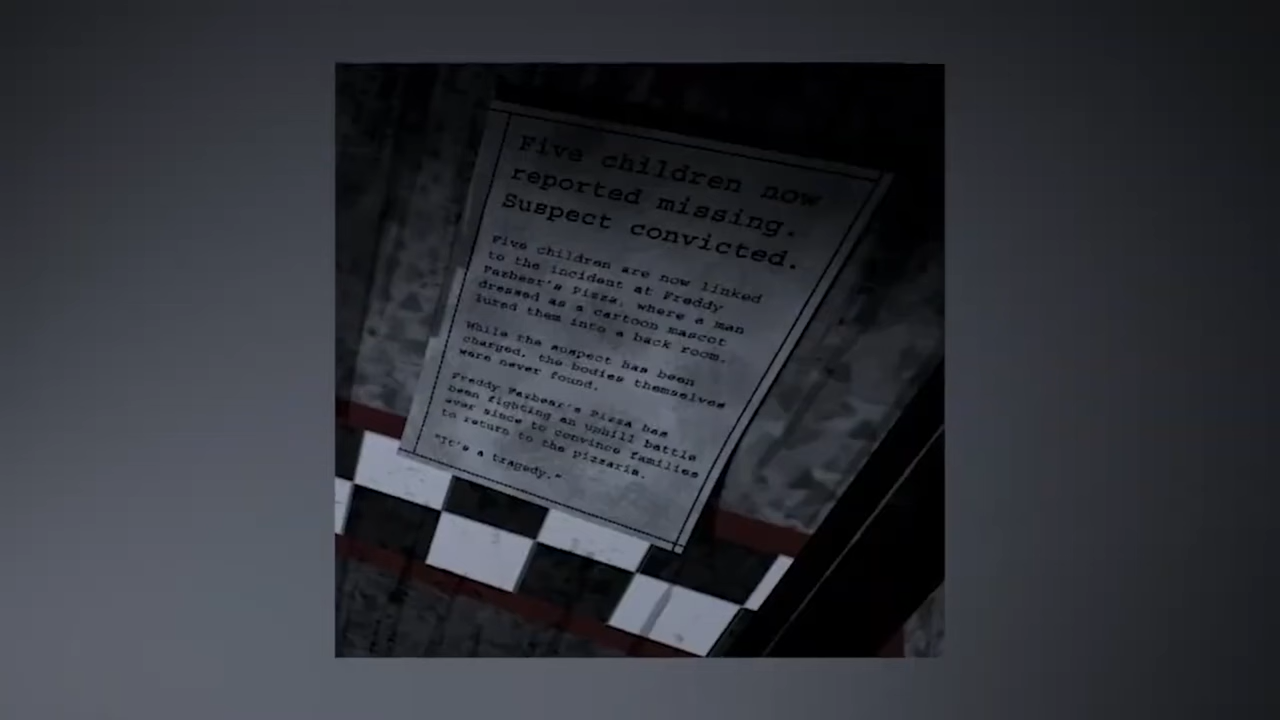 Five children now
reported missing.
Suspect convicted.
Five children are now linked
to the incident at Freddy
Fazbear's Pizza, where a man
dressed as a cartoon mascot
lured them into a back room.
While the suspect has been
charged, the bodies themselves
were never found.
Freddy Fazbear's Pizza has
been fighting an uphill battle
ever since to convince families
to return to the pizzaria.
"It's a tragedy."